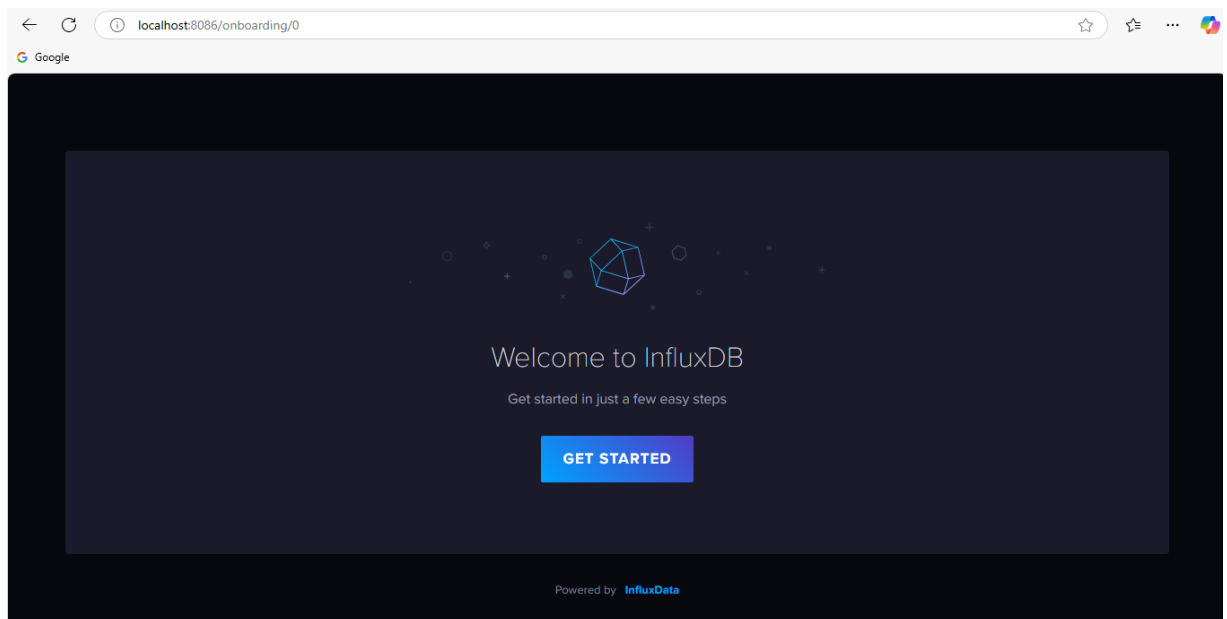 localhost:8086/onboarding/0
Google
Welcome to InfluxDB
Get started in just a few easy steps
GET STARTED
Powered by InfluxData